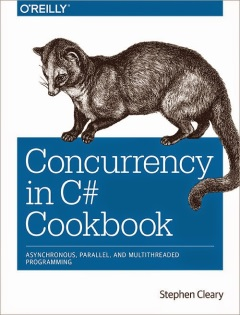 O'REILLY®
Concurrency
in C#
Cookbook
ASYNCHRONOUS, PARALLEL, AND MULTITHREADED
PROGRAMMING
Stephen Cleary